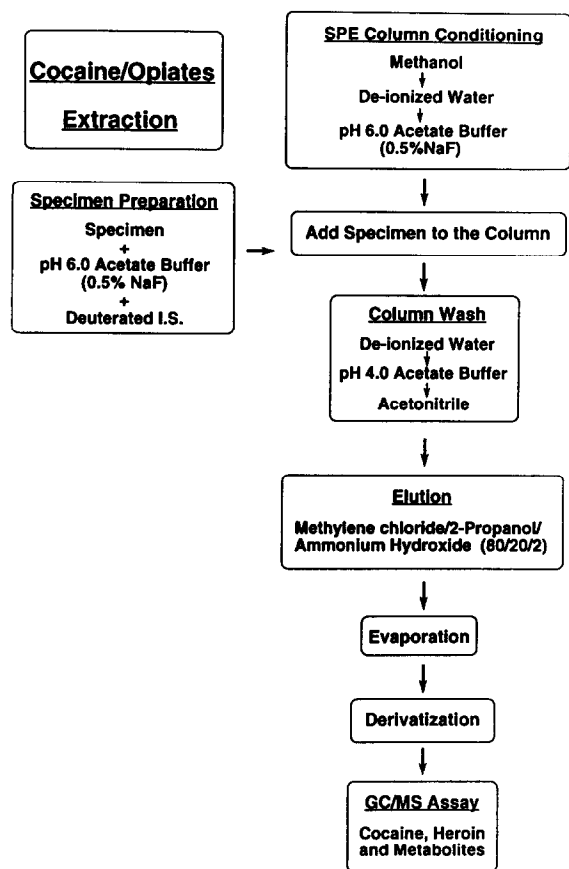 Cocaine/Opiates
Extraction
SPE Column Conditioning
Methanol
De-ionized Water
pH 6.0 Acetate Buffer
(0.5%NaF)
Specimen Preparation
Specimen
+
pH 6.0 Acetate Buffer
(0.5% NaF)
+
Deuterated I.S.
Add Specimen to the Column
Column Wash
De-ionized Water
pH 4.0 Acetate Buffer
Acetonitrile
Elution
Methylene chloride/2-Propanol/
Ammonium Hydroxide (80/20/2)
Evaporation
Derivatization
GC/MS Assay
Cocaine, Heroin
and Metabolites